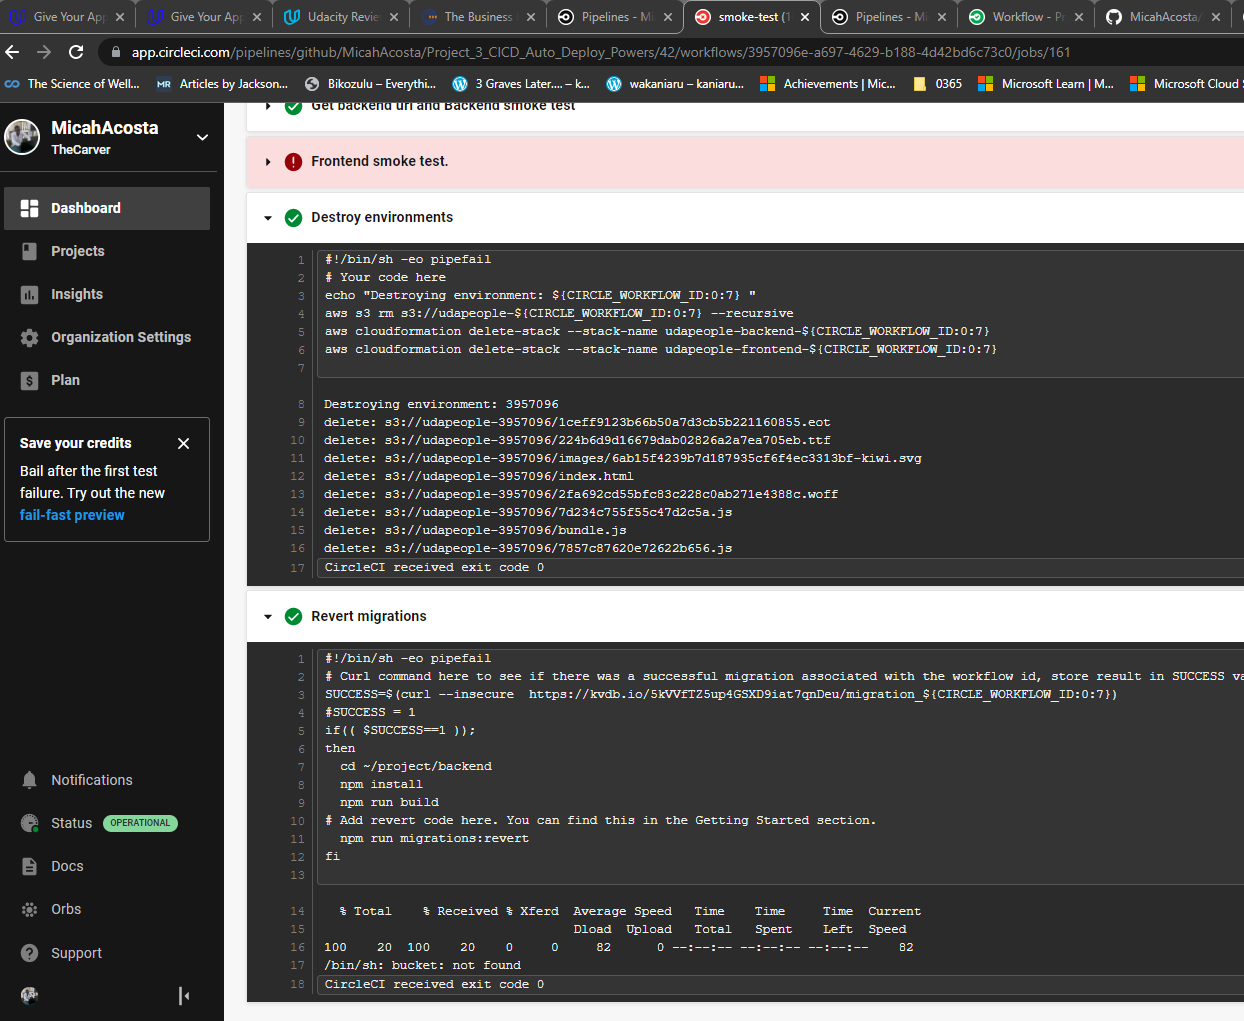 Give Your App
Give Your App
Udacity Revie
The Business
Pipelines - Mi
smoke-test (1
Pipelines - Mi
Workflow - Pr
MicahAcosta/
app.circleci.com/pipelines/github/MicahAcosta/Project_3_CICD_Auto_Deploy_Powers/42/workflows/3957096e-a697-4629-b188-4d42bd6c73c0/jobs/161
The Science of Well...
MR Articles by Jackson...
Bikozulu – Everythi...
3 Graves Later.... – k...
wakaniaru – kaniaru...
Achievements | Mic...
0365
Microsoft Learn | M...
Microsoft Cloud
MicahAcosta
TheCarver
Dashboard
Projects
Insights
Organization Settings
Plan
Save your credits
Bail after the first test
failure. Try out the new
fail-fast preview
Notifications
Status OPERATIONAL
Docs
Orbs
Support
Get backend url and Backend smoke test
Frontend smoke test.
Destroy environments
1 #!/bin/sh -eo pipefail
2 # Your code here
3 echo "Destroying environment: ${CIRCLE_WORKFLOW_ID:0:7} "
4 aws s3 rm s3://udapeople-${CIRCLE_WORKFLOW_ID:0:7} --recursive
5 aws cloudformation delete-stack --stack-name udapeople-backend-${CIRCLE_WORKFLOW_ID:0:7}
6 aws cloudformation delete-stack --stack-name udapeople-frontend-${CIRCLE_WORKFLOW_ID:0:7}
7
8 Destroying environment: 3957096
9 delete: s3://udapeople-3957096/1ceff9123b66b50a7d3cb5b221160855.eot
10 delete: s3://udapeople-3957096/224b6d9d16679dab02826a2a7ea705eb.ttf
11 delete: s3://udapeople-3957096/images/6ab15f4239b7d187935cf6f4ec3313bf-kiwi.svg
12 delete: s3://udapeople-3957096/index.html
13 delete: s3://udapeople-3957096/2fa692cd55bfc83c228c0ab271e4388c.woff
14 delete: s3://udapeople-3957096/7d234c755f55c47d2c5a.js
15 delete: s3://udapeople-3957096/bundle.js
16 delete: s3://udapeople-3957096/7857c87620e72622b656.js
17 CircleCI received exit code 0
Revert migrations
1 #!/bin/sh -eo pipefail
2 # Curl command here to see if there was a successful migration associated with the workflow id, store result in SUCCESS va
3 SUCCESS=$(curl --insecure  https://kvdb.io/5kVVfTZ5up4GSXD9iat7qnDeu/migration_${CIRCLE_WORKFLOW_ID:0:7})
4 #SUCCESS = 1
5 if(( $SUCCESS==1 ));
6 then
7 cd ~/project/backend
8 npm install
9 npm run build
10 # Add revert code here. You can find this in the Getting Started section.
11 npm run migrations:revert
12 fi
13
14 % Total % Received % Xferd Average Speed Time Time Time Current
15 Dload Upload Total Spent Left Speed
16 100 20 100 20 0 0 82 0 --:--:-- --:--:-- --:--:-- 82
17 /bin/sh: bucket: not found
18 CircleCI received exit code 0